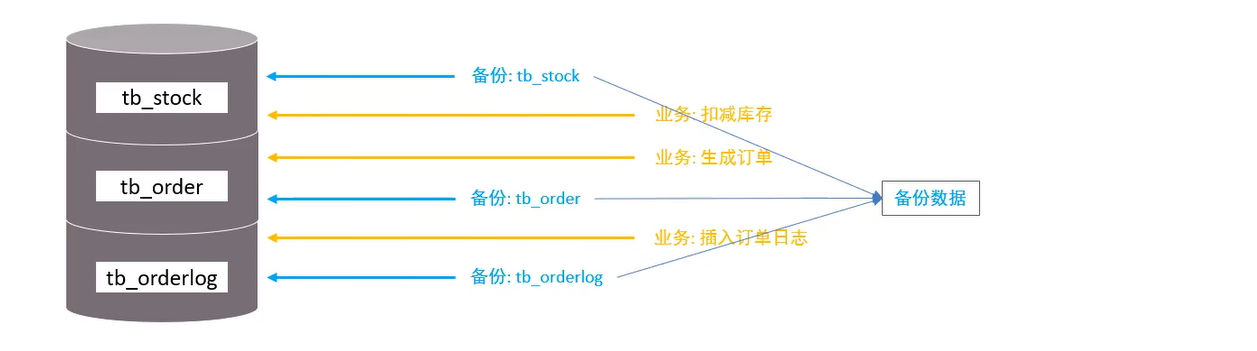 tb_stock
备份: tb_stock
业务: 扣减库存
业务: 生成订单
tb_order
备份: tb_order
备份数据
业务: 插入订单日志
tb_orderlog
备份: tb_orderlog